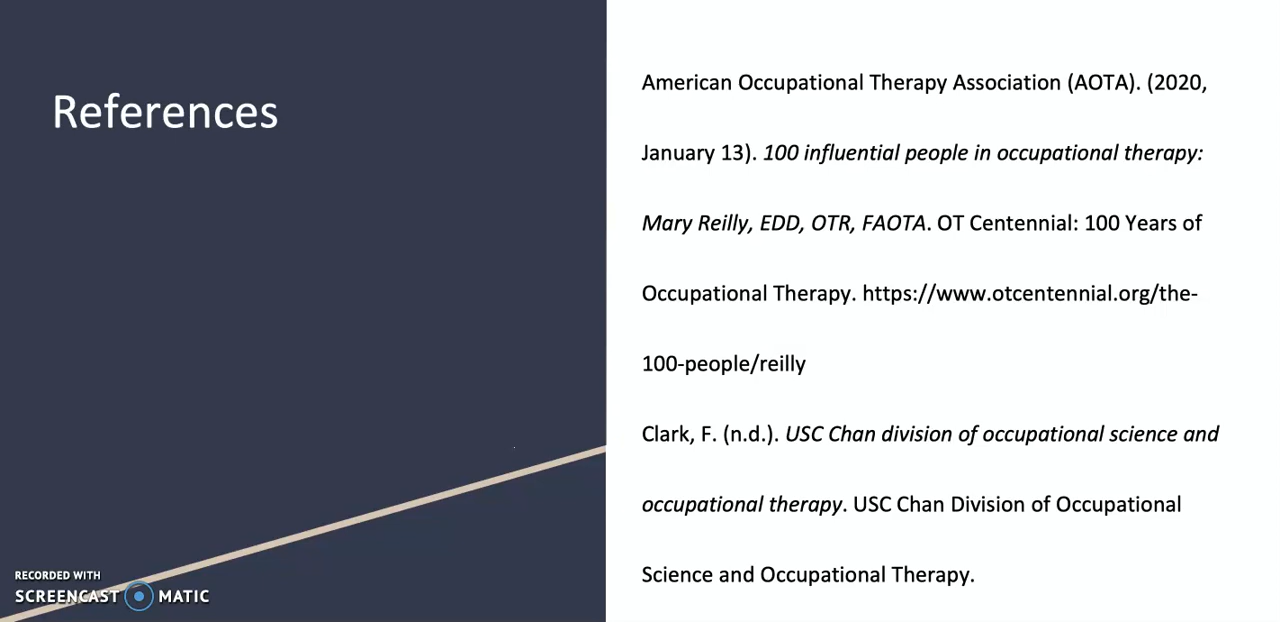 References
American Occupational Therapy Association (AOTA). (2020,
January 13). 100 influential people in occupational therapy:
Mary Reilly, EDD, OTR, FAOTA. OT Centennial: 100 Years of
Occupational Therapy. https://www.otcentennial.org/the-
100-people/reilly
Clark, F. (n.d.). USC Chan division of occupational science and
occupational therapy. USC Chan Division of Occupational
Science and Occupational Therapy.
RECORDED WITH
SCREENCAST MATIC